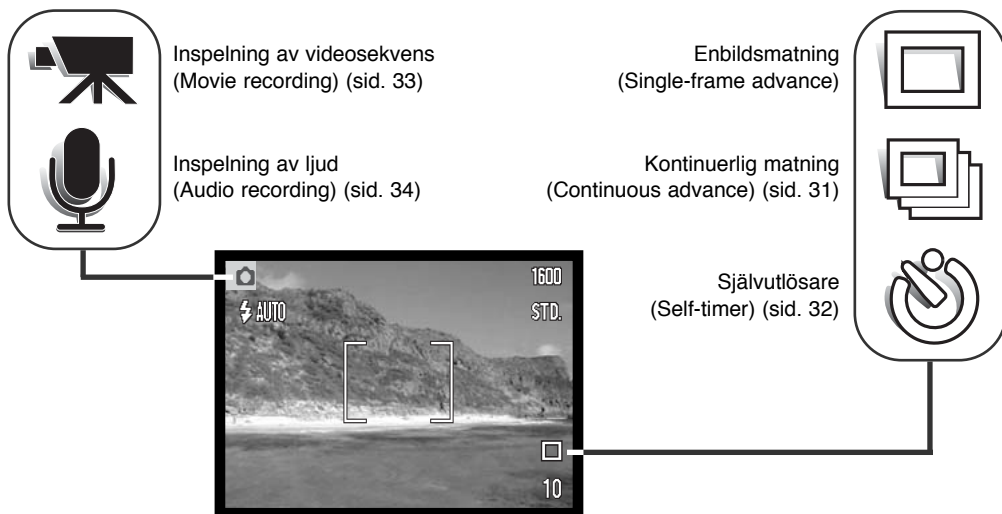 Inspelning av videosekvens
(Movie recording) (sid. 33)
Inspelning av ljud
(Audio recording) (sid. 34)
Enbildsmatning
(Single-frame advance)
Kontinuerlig matning
(Continuous advance) (sid. 31)
Självutlösare
(Self-timer) (sid. 32)
1600
AUTO
STD.
10